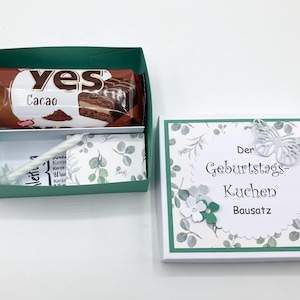 yes
Cacao
Der
Geburtstags-
Kuchen
Bausatz